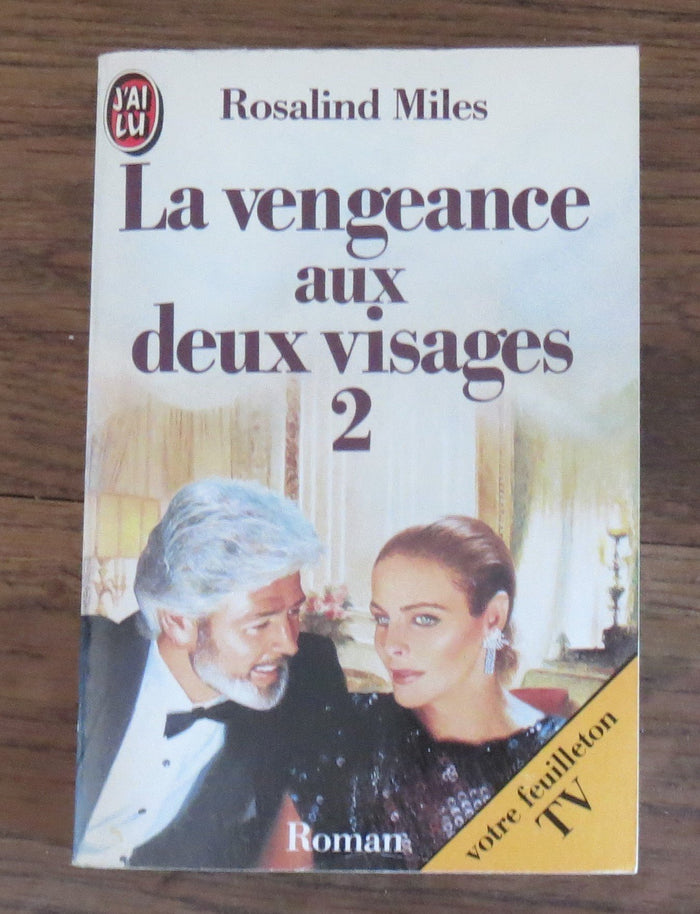 J'AI
LU
Rosalind Miles
La vengeance
aux
deux visages
2
votre feuilleton
TV
Roman